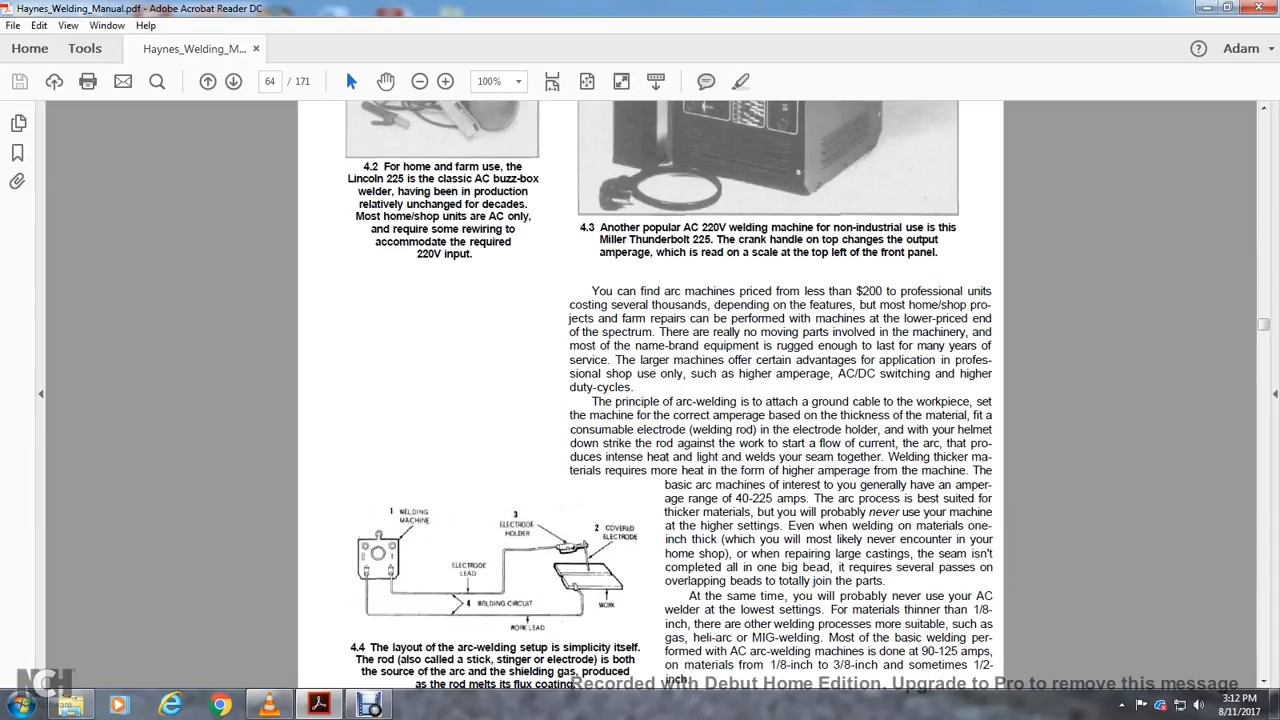 Haynes_Welding_Manual.pdf - Adobe Acrobat Reader DC
File Edit View Window Help
Home Tools Haynes_Welding_M... × Adam
64 / 171 100%
4.2 For home and farm use, the
Lincoln 225 is the classic AC buzz-box
welder, having been in production
relatively unchanged for decades.
Most home/shop units are AC only,
and require some rewiring to
accommodate the required
220V input.
4.3 Another popular AC 220V welding machine for non-industrial use is this
Miller Thunderbolt 225. The crank handle on top changes the output
amperage, which is read on a scale at the top left of the front panel.
You can find arc machines priced from less than $200 to professional units
costing several thousands, depending on the features, but most home/shop pro-
jects and farm repairs can be performed with machines at the lower-priced end
of the spectrum. There are really no moving parts involved in the machinery, and
most of the name-brand equipment is rugged enough to last for many years of
service. The larger machines offer certain advantages for application in profes-
sional shop use only, such as higher amperage, AC/DC switching and higher
duty-cycles.
The principle of arc-welding is to attach a ground cable to the workpiece, set
the machine for the correct amperage based on the thickness of the material, fit a
consumable electrode (welding rod) in the electrode holder, and with your helmet
down strike the rod against the work to start a flow of current, the arc, that pro-
duces intense heat and light and welds your seam together. Welding thicker ma-
terials requires more heat in the form of higher amperage from the machine. The
basic arc machines of interest to you generally have an amper-
age range of 40-225 amps. The arc process is best suited for
thicker materials, but you will probably never use your machine
at the higher settings. Even when welding on materials one-
inch thick (which you will most likely never encounter in your
home shop), or when repairing large castings, the seam isn't
completed all in one big bead, it requires several passes on
overlapping beads to totally join the parts.
At the same time, you will probably never use your AC
welder at the lowest settings. For materials thinner than 1/8-
inch, there are other welding processes more suitable, such as
gas, heli-arc or MIG-welding. Most of the basic welding per-
formed with AC arc-welding machines is done at 90-125 amps,
on materials from 1/8-inch to 3/8-inch and sometimes 1/2-
inch.
1 WELDING
MACHINE
3
ELECTRODE
HOLDER
2 COVERED
ELECTRODE
ELECTRODE
LEAD
4 WELDING CIRCUIT
WORK
WORK LEAD
4.4 The layout of the arc-welding setup is simplicity itself.
The rod (also called a stick, stinger or electrode) is both
the source of the arc and the shielding gas, produced
as the rod melts its flux coating.
Recorded with Debut Home Edition. Upgrade to Pro to remove this message
NCH
Software
3:12 PM
8/11/2017